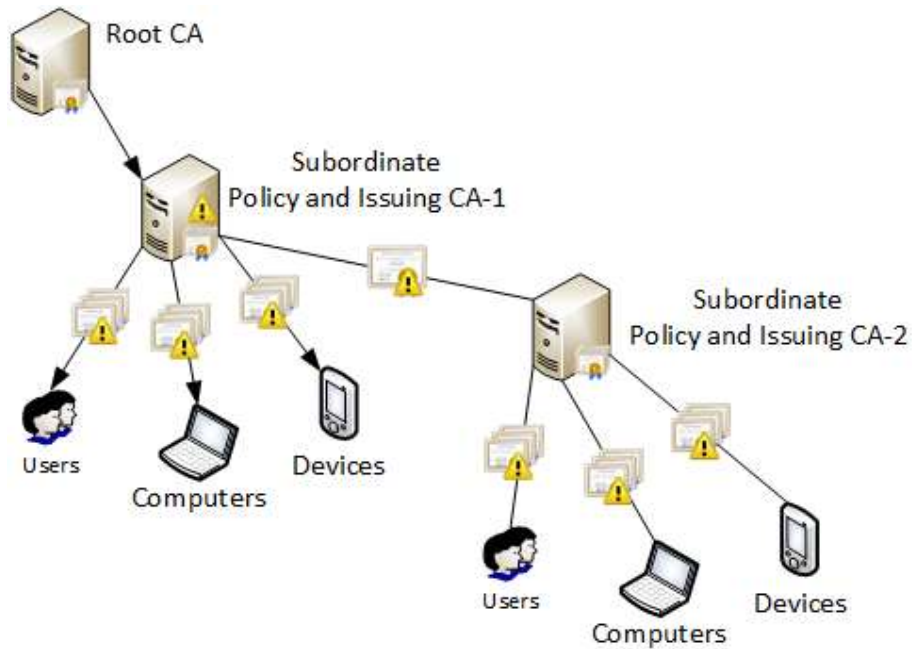 Root CA
Subordinate
Policy and Issuing CA-1
Subordinate
Policy and Issuing CA-2
Users
Computers
Devices
Users
Computers
Devices